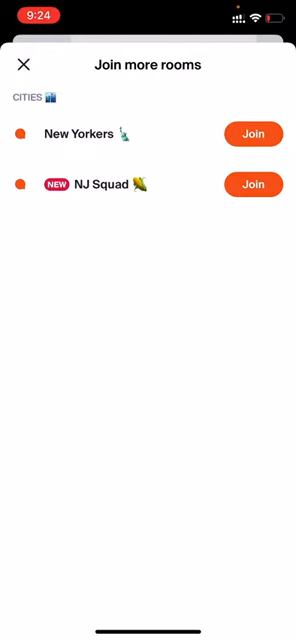 9:24
Join more rooms
CITIES 🏙️
New Yorkers 🗽 Join
NEW NJ Squad 🌽 Join